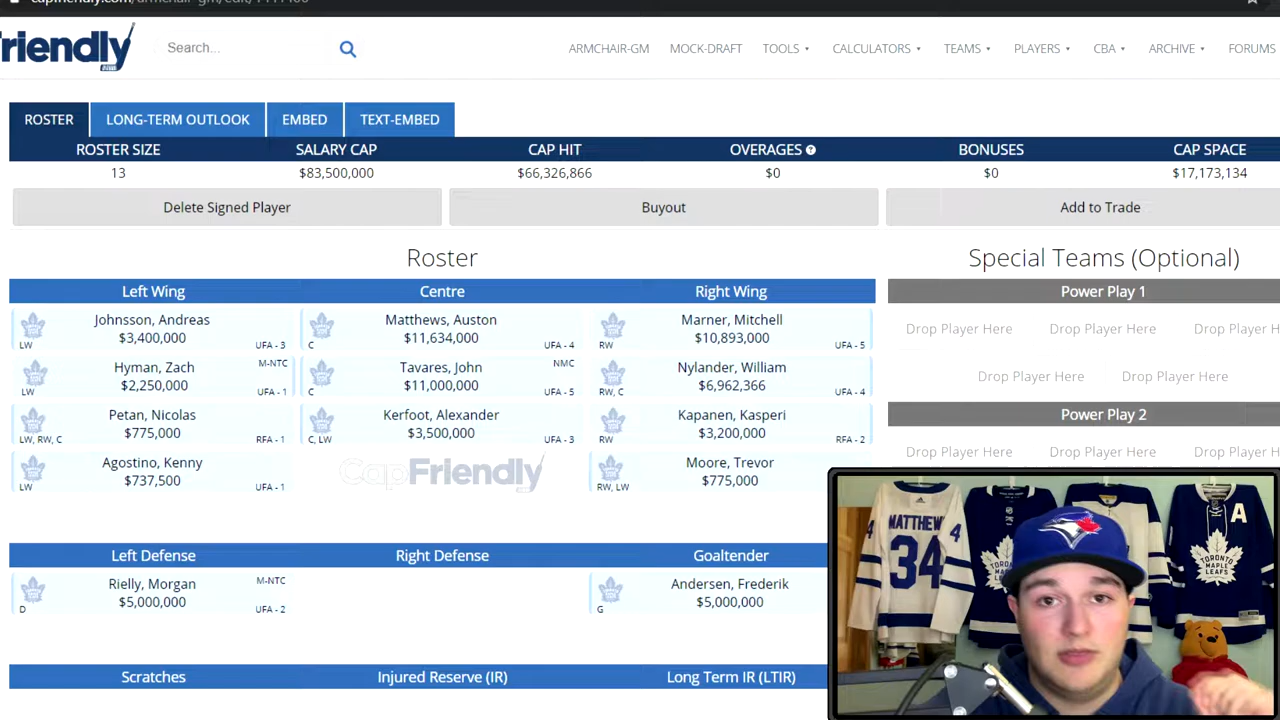 riendly
.com
Search...
ARMCHAIR-GM
MOCK-DRAFT
TOOLS
CALCULATORS
TEAMS
PLAYERS
CBA
ARCHIVE
FORUMS
ROSTER
LONG-TERM OUTLOOK
EMBED
TEXT-EMBED
ROSTER SIZE SALARY CAP CAP HIT OVERAGES BONUSES CAP SPACE
13 $83,500,000 $66,326,866 $0 $0 $17,173,134
Delete Signed Player
Buyout
Add to Trade
Roster
Left Wing Centre Right Wing
Johnsson, Andreas
$3,400,000
LW UFA - 3
Matthews, Auston
$11,634,000
C UFA - 4
Marner, Mitchell
$10,893,000
RW UFA - 5
Hyman, Zach M-NTC
$2,250,000
LW UFA - 1
Tavares, John NMC
$11,000,000
C UFA - 5
Nylander, William
$6,962,366
RW, C UFA - 4
Petan, Nicolas
$775,000
LW, RW, C RFA - 1
Kerfoot, Alexander
$3,500,000
C, LW UFA - 3
Kapanen, Kasperi
$3,200,000
RW RFA - 2
Agostino, Kenny
$737,500
LW UFA - 1
CapFriendly
Moore, Trevor
$775,000
RW, LW
Left Defense Right Defense Goaltender
Rielly, Morgan M-NTC
$5,000,000
D UFA - 2
Andersen, Frederik
$5,000,000
G
Scratches Injured Reserve (IR) Long Term IR (LTIR)
Special Teams (Optional)
Power Play 1
Drop Player Here Drop Player Here Drop Player H
Drop Player Here Drop Player Here
Power Play 2
Drop Player Here Drop Player Here Drop Player H
MATTHEW
34
4
A
TORONTO
MAPLE
LEAFS